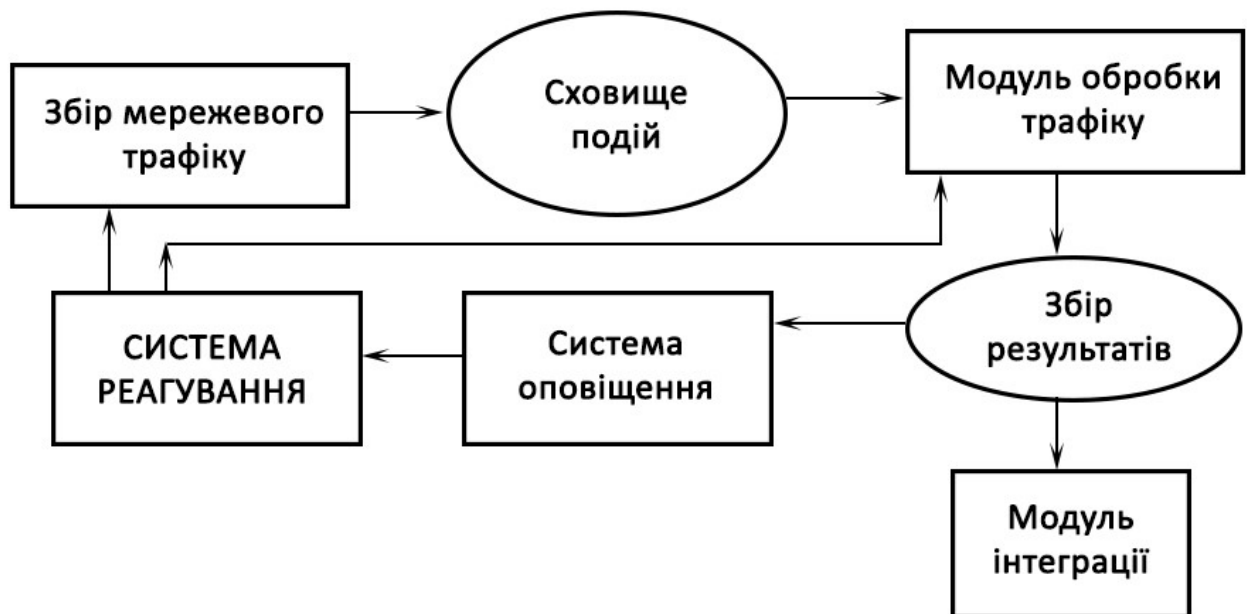 Збір мережевого
трафіку
Сховище
подій
Модуль обробки
трафіку
СИСТЕМА
РЕАГУВАННЯ
Система
оповіщення
Збір
результатів
Модуль
інтеграції